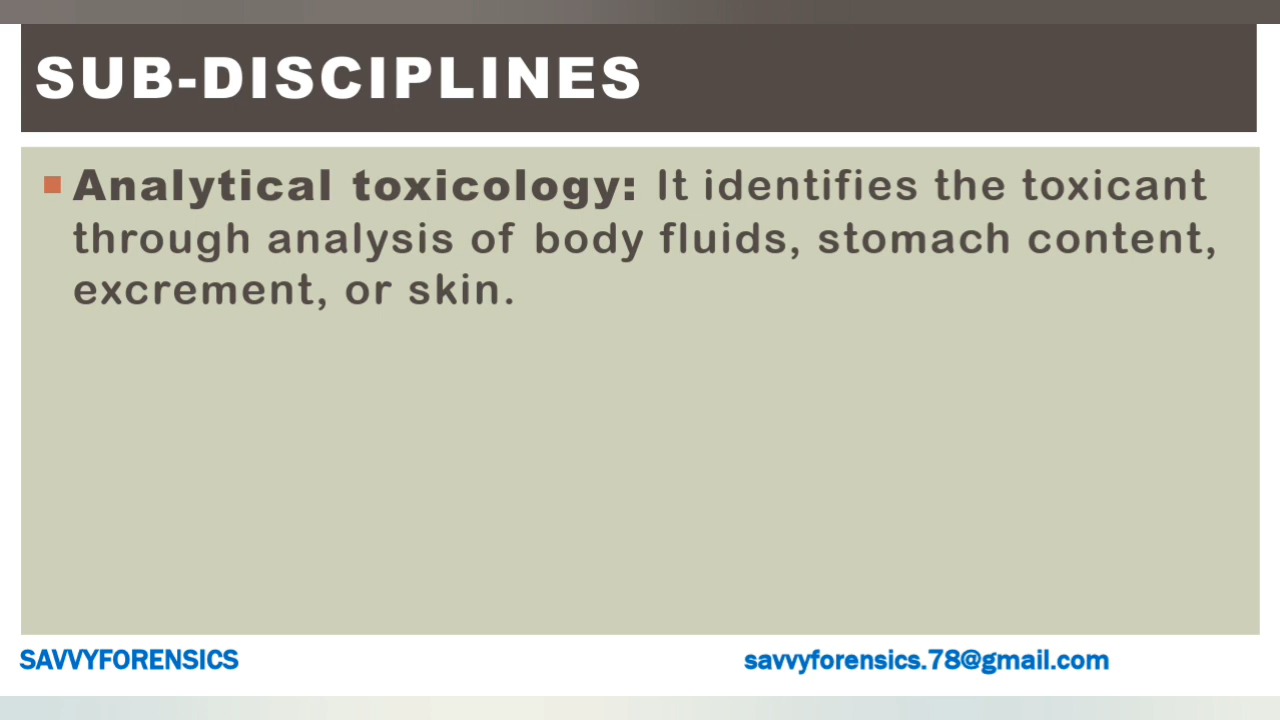 SUB-DISCIPLINES
Analytical toxicology: It identifies the toxicant
through analysis of body fluids, stomach content,
excrement, or skin.
SAVVYFORENSICS
savvyforensics.78@gmail.com